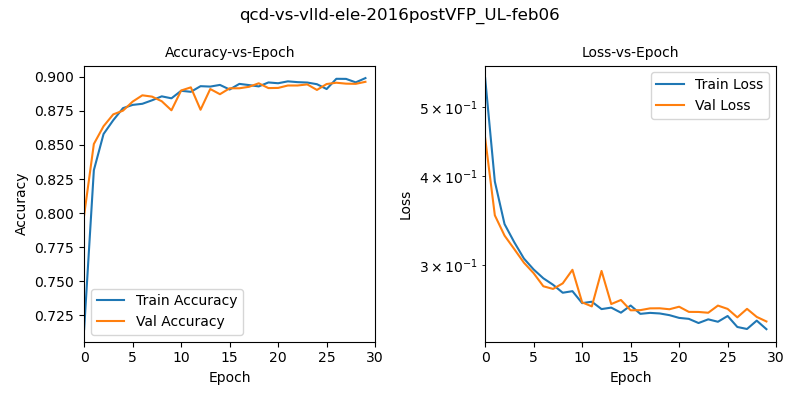 qcd-vs-vlld-ele-2016postVFP_UL-feb06
Accuracy-vs-Epoch
Accuracy
0.900
0.875
0.850
0.825
0.800
0.775
0.750
0.725
Train Accuracy
Val Accuracy
0 5 10 15 20 25 30
Epoch
Loss-vs-Epoch
Loss
5 × 10⁻¹
4 × 10⁻¹
3 × 10⁻¹
Train Loss
Val Loss
0 5 10 15 20 25 30
Epoch